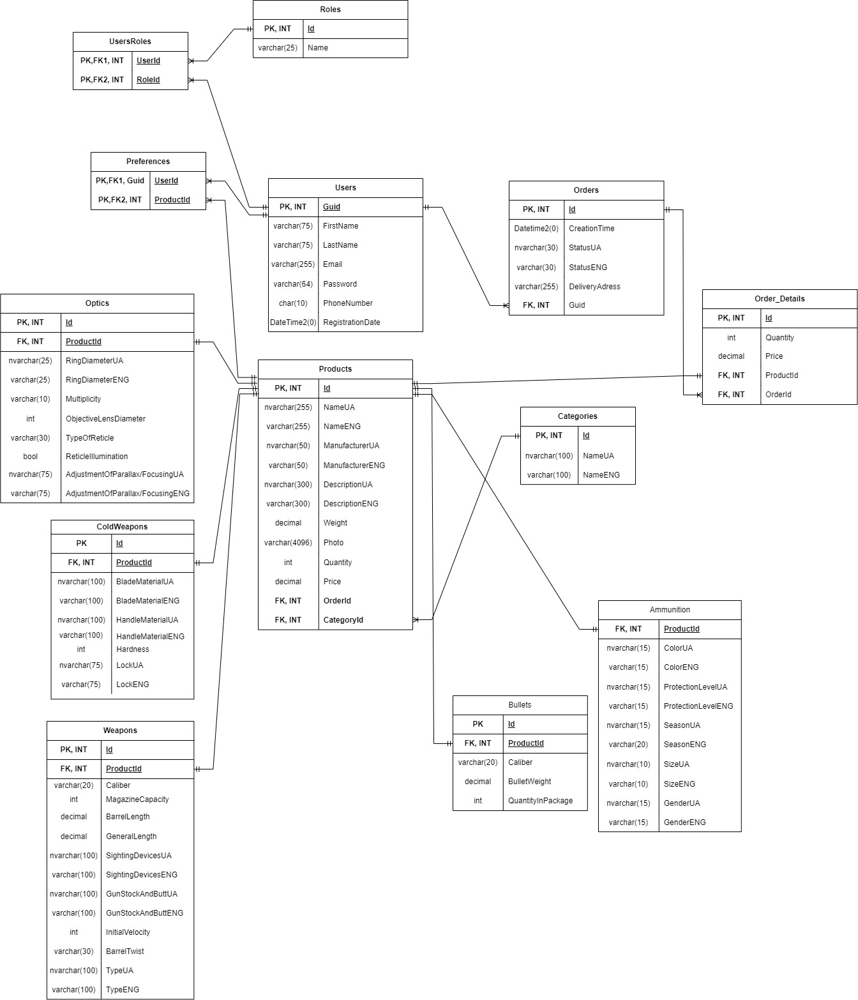 Roles
PK, INT Id
varchar(25) Name
UsersRoles
PK,FK1, INT UserId
PK,FK2, INT RoleId
Preferences
PK,FK1, Guid UserId
PK,FK2, INT ProductId
Users
PK, INT Guid
varchar(75) FirstName
varchar(75) LastName
varchar(255) Email
varchar(64) Password
char(10) PhoneNumber
DateTime2(0) RegistrationDate
Orders
PK, INT Id
Datetime2(0) CreationTime
nvarchar(30) StatusUA
varchar(30) StatusENG
varchar(255) DeliveryAdress
FK, INT Guid
Order_Details
PK, INT Id
int Quantity
decimal Price
FK, INT ProductId
FK, INT OrderId
Optics
PK, INT Id
FK, INT ProductId
nvarchar(25) RingDiameterUA
varchar(25) RingDiameterENG
varchar(10) Multiplicity
int ObjectiveLensDiameter
varchar(30) TypeOfReticle
bool ReticleIllumination
nvarchar(75) AdjustmentOfParallax/FocusingUA
varchar(75) AdjustmentOfParallax/FocusingENG
Products
PK, INT Id
nvarchar(255) NameUA
varchar(255) NameENG
nvarchar(50) ManufacturerUA
varchar(50) ManufacturerENG
nvarchar(300) DescriptionUA
varchar(300) DescriptionENG
decimal Weight
varchar(4096) Photo
int Quantity
decimal Price
FK, INT OrderId
FK, INT CategoryId
Categories
PK, INT Id
nvarchar(100) NameUA
varchar(100) NameENG
ColdWeapons
PK Id
FK, INT ProductId
nvarchar(100) BladeMaterialUA
varchar(100) BladeMaterialENG
nvarchar(100) HandleMaterialUA
varchar(100) HandleMaterialENG
int Hardness
nvarchar(75) LockUA
varchar(75) LockENG
Ammunition
FK, INT ProductId
nvarchar(15) ColorUA
varchar(15) ColorENG
nvarchar(15) ProtectionLevelUA
varchar(15) ProtectionLevelENG
nvarchar(15) SeasonUA
varchar(20) SeasonENG
nvarchar(10) SizeUA
varchar(10) SizeENG
nvarchar(15) GenderUA
varchar(15) GenderENG
Bullets
PK Id
FK, INT ProductId
varchar(20) Caliber
decimal BulletWeight
int QuantityInPackage
Weapons
PK, INT Id
FK, INT ProductId
varchar(20) Caliber
int MagazineCapacity
decimal BarrelLength
decimal GeneralLength
nvarchar(100) SightingDevicesUA
varchar(100) SightingDevicesENG
nvarchar(100) GunStockAndButtUA
varchar(100) GunStockAndButtENG
int InitialVelocity
varchar(30) BarrelTwist
nvarchar(100) TypeUA
varchar(100) TypeENG